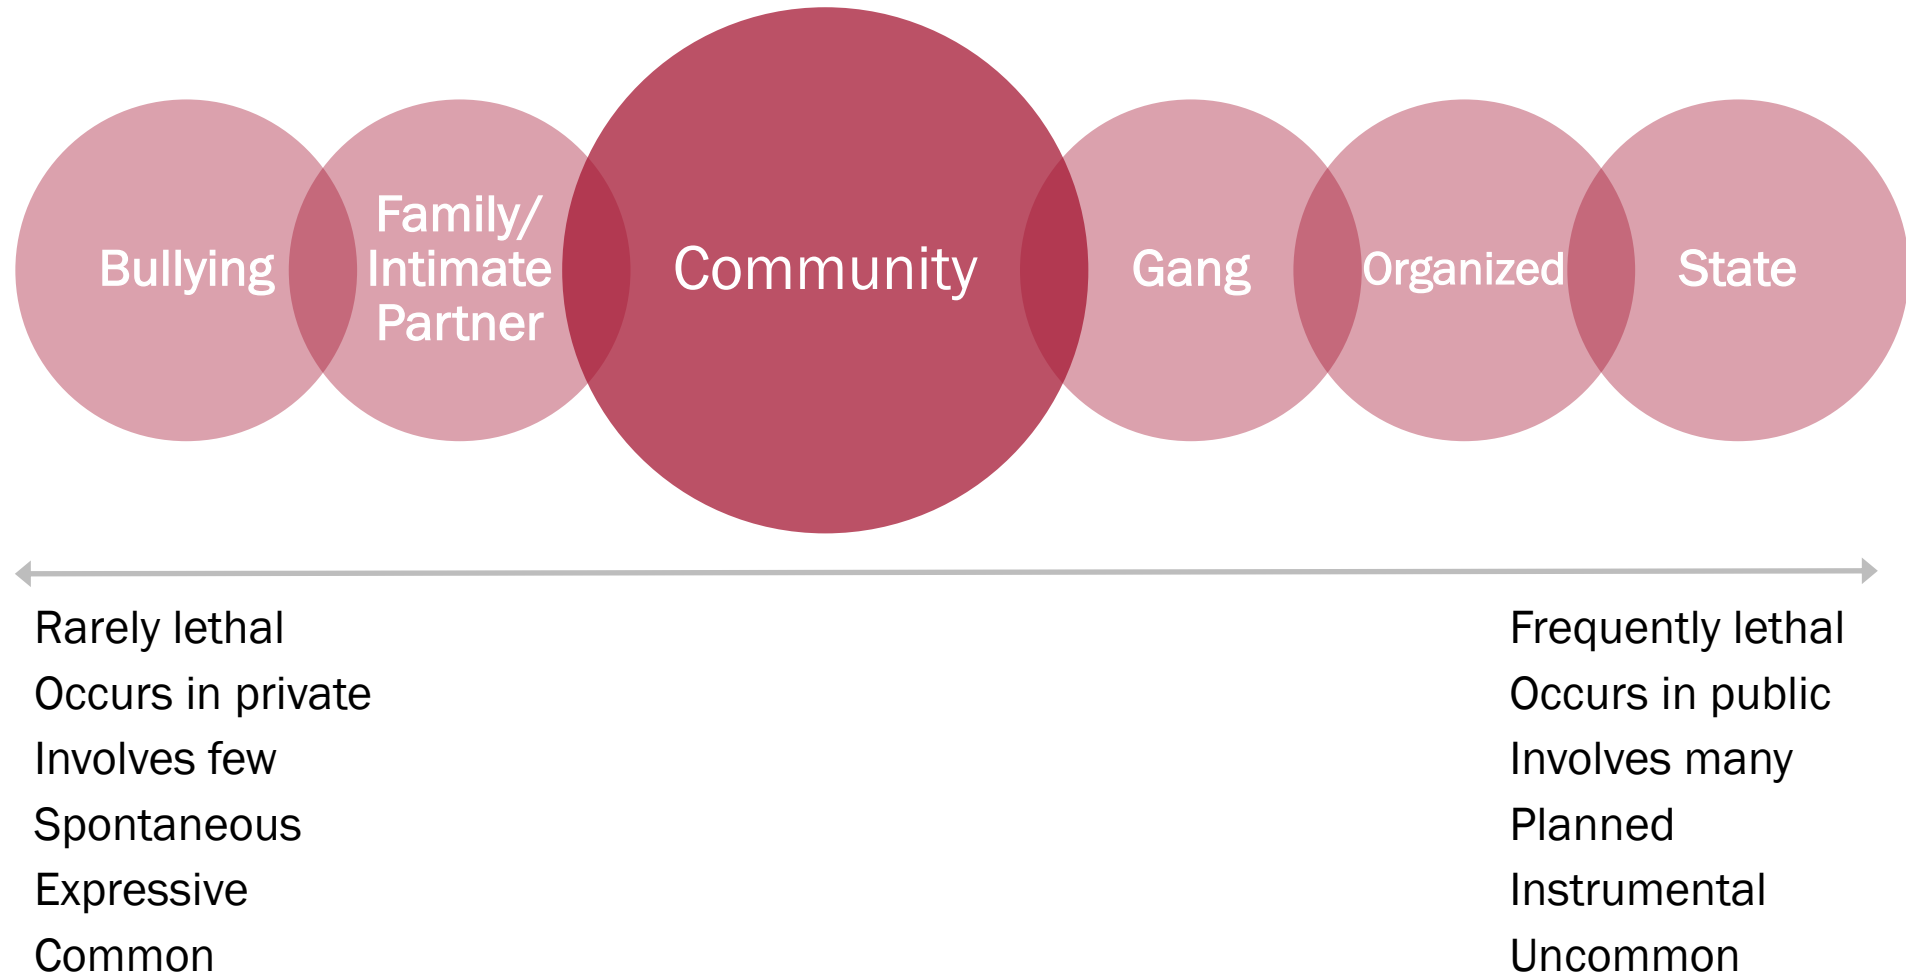 Bullying
Family/
Intimate
Partner
Community
Gang
Organized
State
Rarely lethal
Occurs in private
Involves few
Spontaneous
Expressive
Common
Frequently lethal
Occurs in public
Involves many
Planned
Instrumental
Uncommon